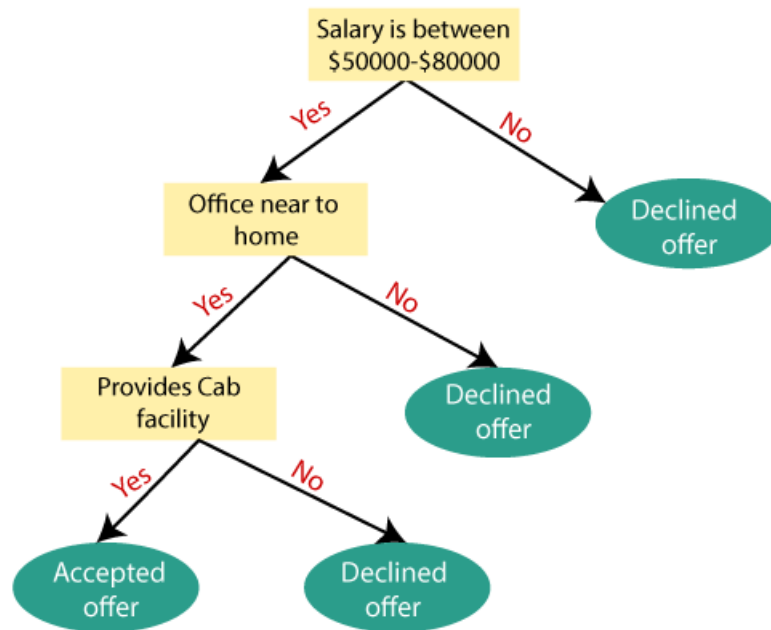 Salary is between
$50000-$80000
Yes
No
Office near to
home
Declined
offer
Yes
No
Provides Cab
facility
Declined
offer
Yes
No
Accepted
offer
Declined
offer